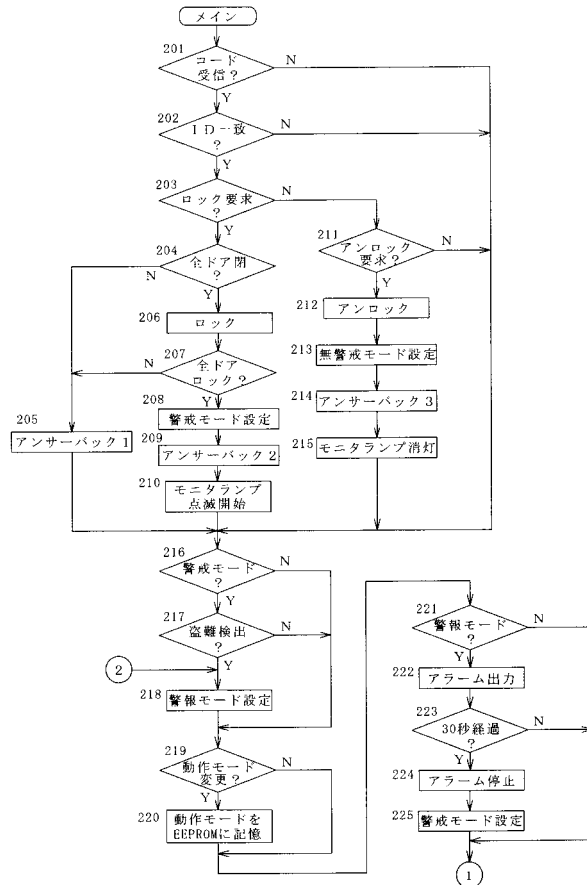 メイン
201
コード
受信?
N
Y
202
ID一致
?
N
Y
203
ロック要求
?
N
Y
204
全ドア閉
?
N
Y
206
ロック
207
全ドア
ロック?
N
Y
208
警戒モード設定
209
アンサーバック2
210
モニタランプ
点滅開始
205
アンサーバック1
211
アンロック
要求?
N
Y
212
アンロック
213
無警戒モード設定
214
アンサーバック3
215
モニタランプ消灯
216
警戒モード
?
N
Y
217
盗難検出
?
N
Y
2
218
警報モード設定
219
動作モード
変更?
N
Y
220
動作モードを
EEPROMに記憶
221
警報モード
?
N
Y
222
アラーム出力
223
30秒経過
?
N
Y
224
アラーム停止
225
警戒モード設定
1